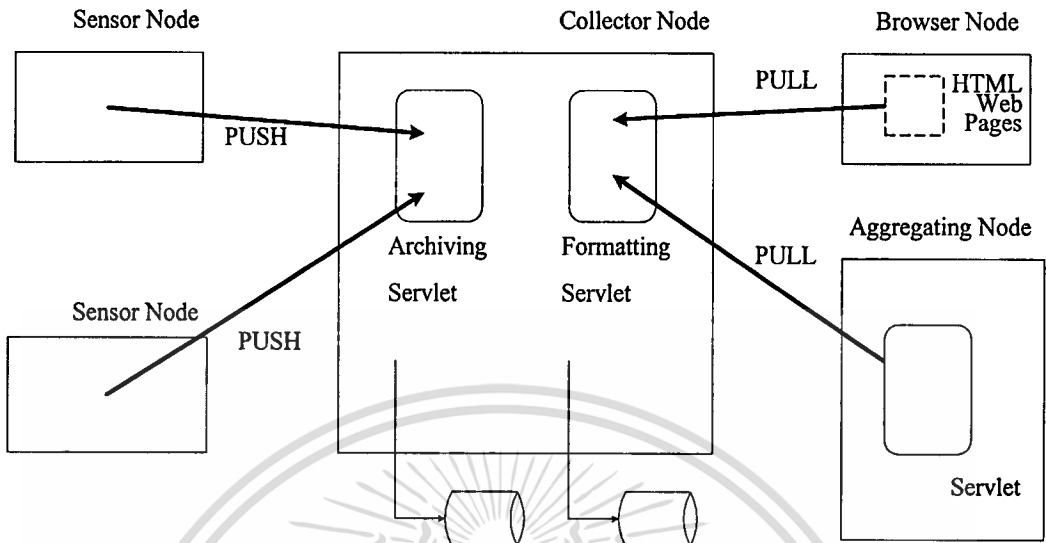 Sensor Node
Collector Node
Browser Node
PUSH
PULL
HTML
Web
Pages
Archiving
Servlet
Formatting
Servlet
Aggregating Node
PULL
Sensor Node
PUSH
Servlet